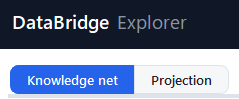 DataBridge Explorer
Knowledge net Projection